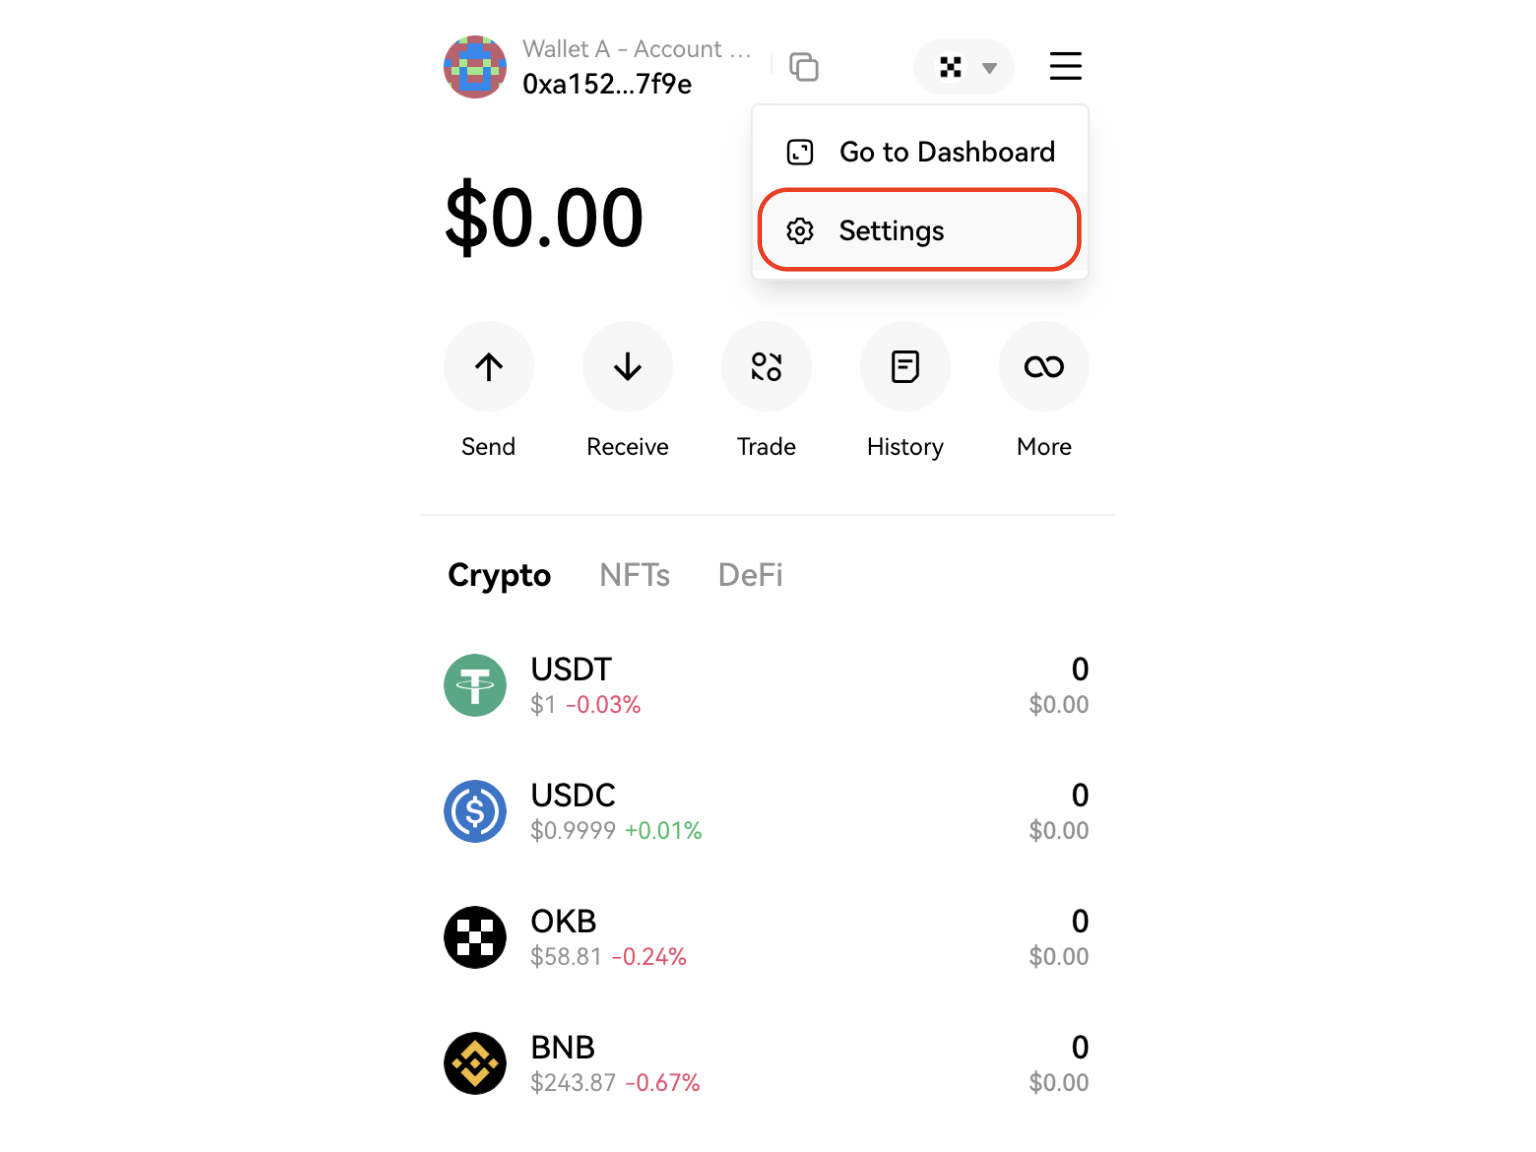 Wallet A - Account ...
0xa152...7f9e
Go to Dashboard
Settings
$0.00
Send
Receive
Trade
History
More
Crypto
NFTs
DeFi
USDT
0
$1 -0.03%
$0.00
USDC
0
$0.9999 +0.01%
$0.00
OKB
0
$58.81 -0.24%
$0.00
BNB
0
$243.87 -0.67%
$0.00